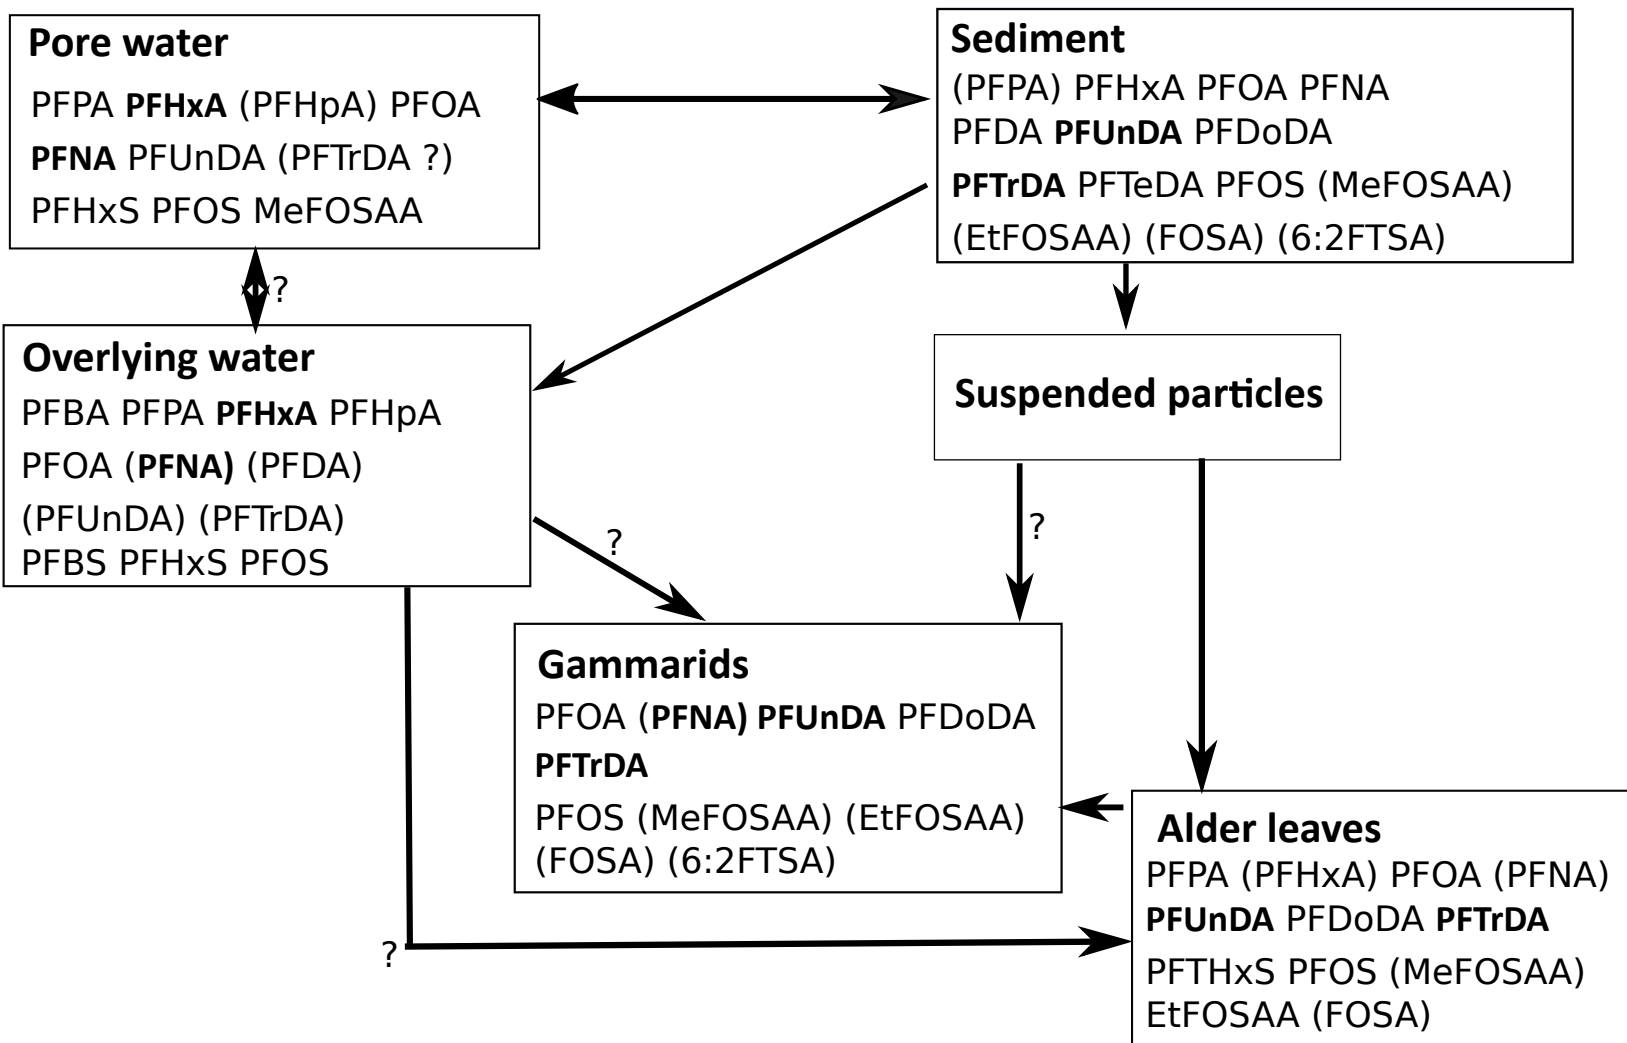 Pore water
PFPA PFHxA (PFHpA) PFOA
PFNA PFUnDA (PFTrDA ?)
PFHxS PFOS MeFOSAA
Sediment
(PFPA) PFHxA PFOA PFNA
PFDA PFUnDA PFDoDA
PFTrDA PFTeDA PFOS (MeFOSAA)
(EtFOSAA) (FOSA) (6:2FTSA)
?
Overlying water
PFBA PFPA PFHxA PFHpA
PFOA (PFNA) (PFDA)
(PFUnDA) (PFTrDA)
PFBS PFHxS PFOS
Suspended particles
?
?
Gammarids
PFOA (PFNA) PFUnDA PFDoDA
PFTrDA
PFOS (MeFOSAA) (EtFOSAA)
(FOSA) (6:2FTSA)
?
Alder leaves
PFPA (PFHxA) PFOA (PFNA)
PFUnDA PFDoDA PFTrDA
PFTHxS PFOS (MeFOSAA)
EtFOSAA (FOSA)